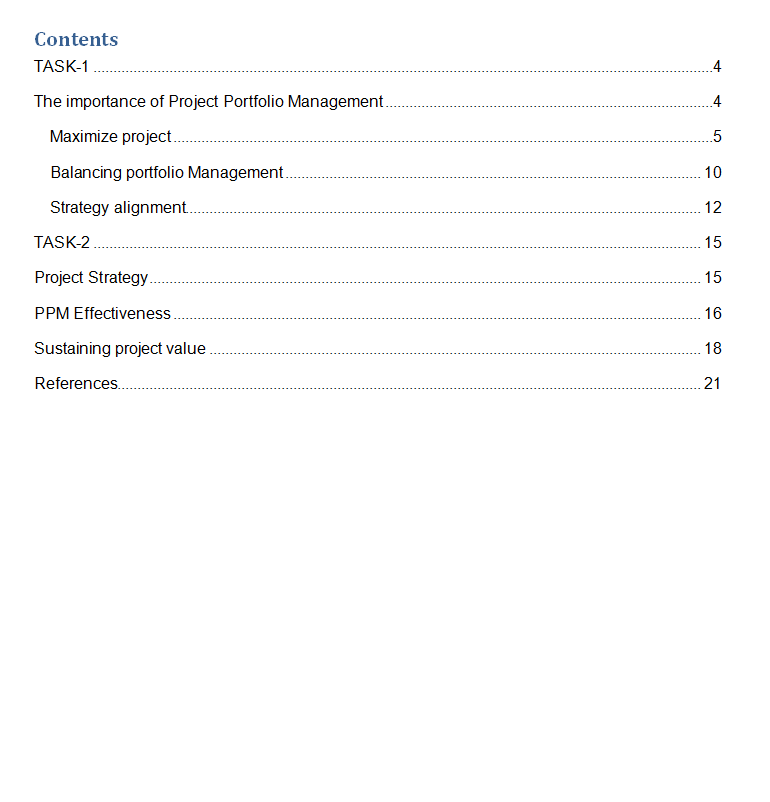 Contents
TASK-1 ........ 4
The importance of Project Portfolio Management ........ 4
Maximize project ........ 5
Balancing portfolio Management ........ 10
Strategy alignment ........ 12
TASK-2 ........ 15
Project Strategy ........ 15
PPM Effectiveness ........ 16
Sustaining project value ........ 18
References ........ 21